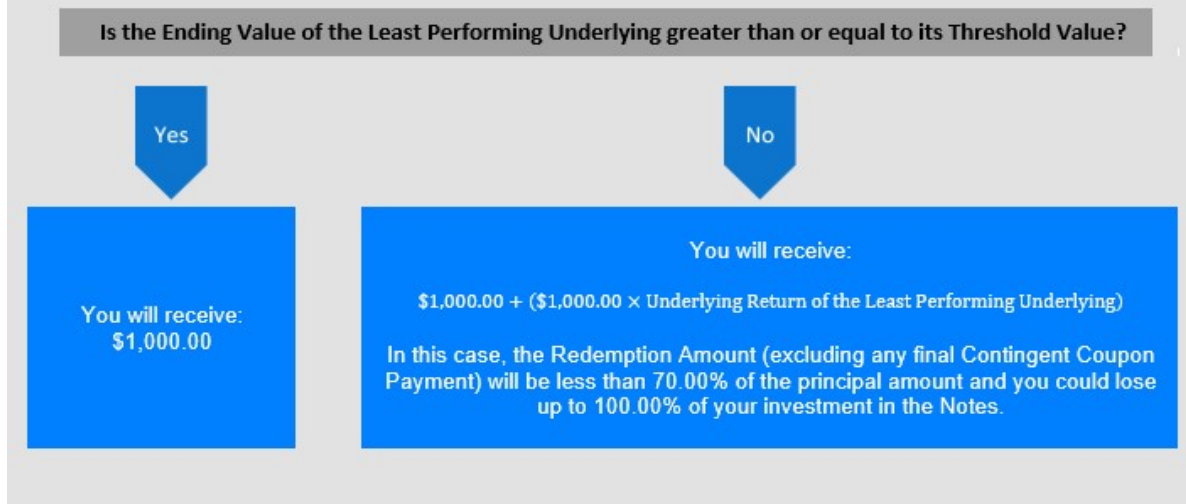 Is the Ending Value of the Least Performing Underlying greater than or equal to its Threshold Value?
Yes
No
You will receive:
$1,000.00
You will receive:
$1,000.00 + ($1,000.00 × Underlying Return of the Least Performing Underlying)
In this case, the Redemption Amount (excluding any final Contingent Coupon
Payment) will be less than 70.00% of the principal amount and you could lose
up to 100.00% of your investment in the Notes.